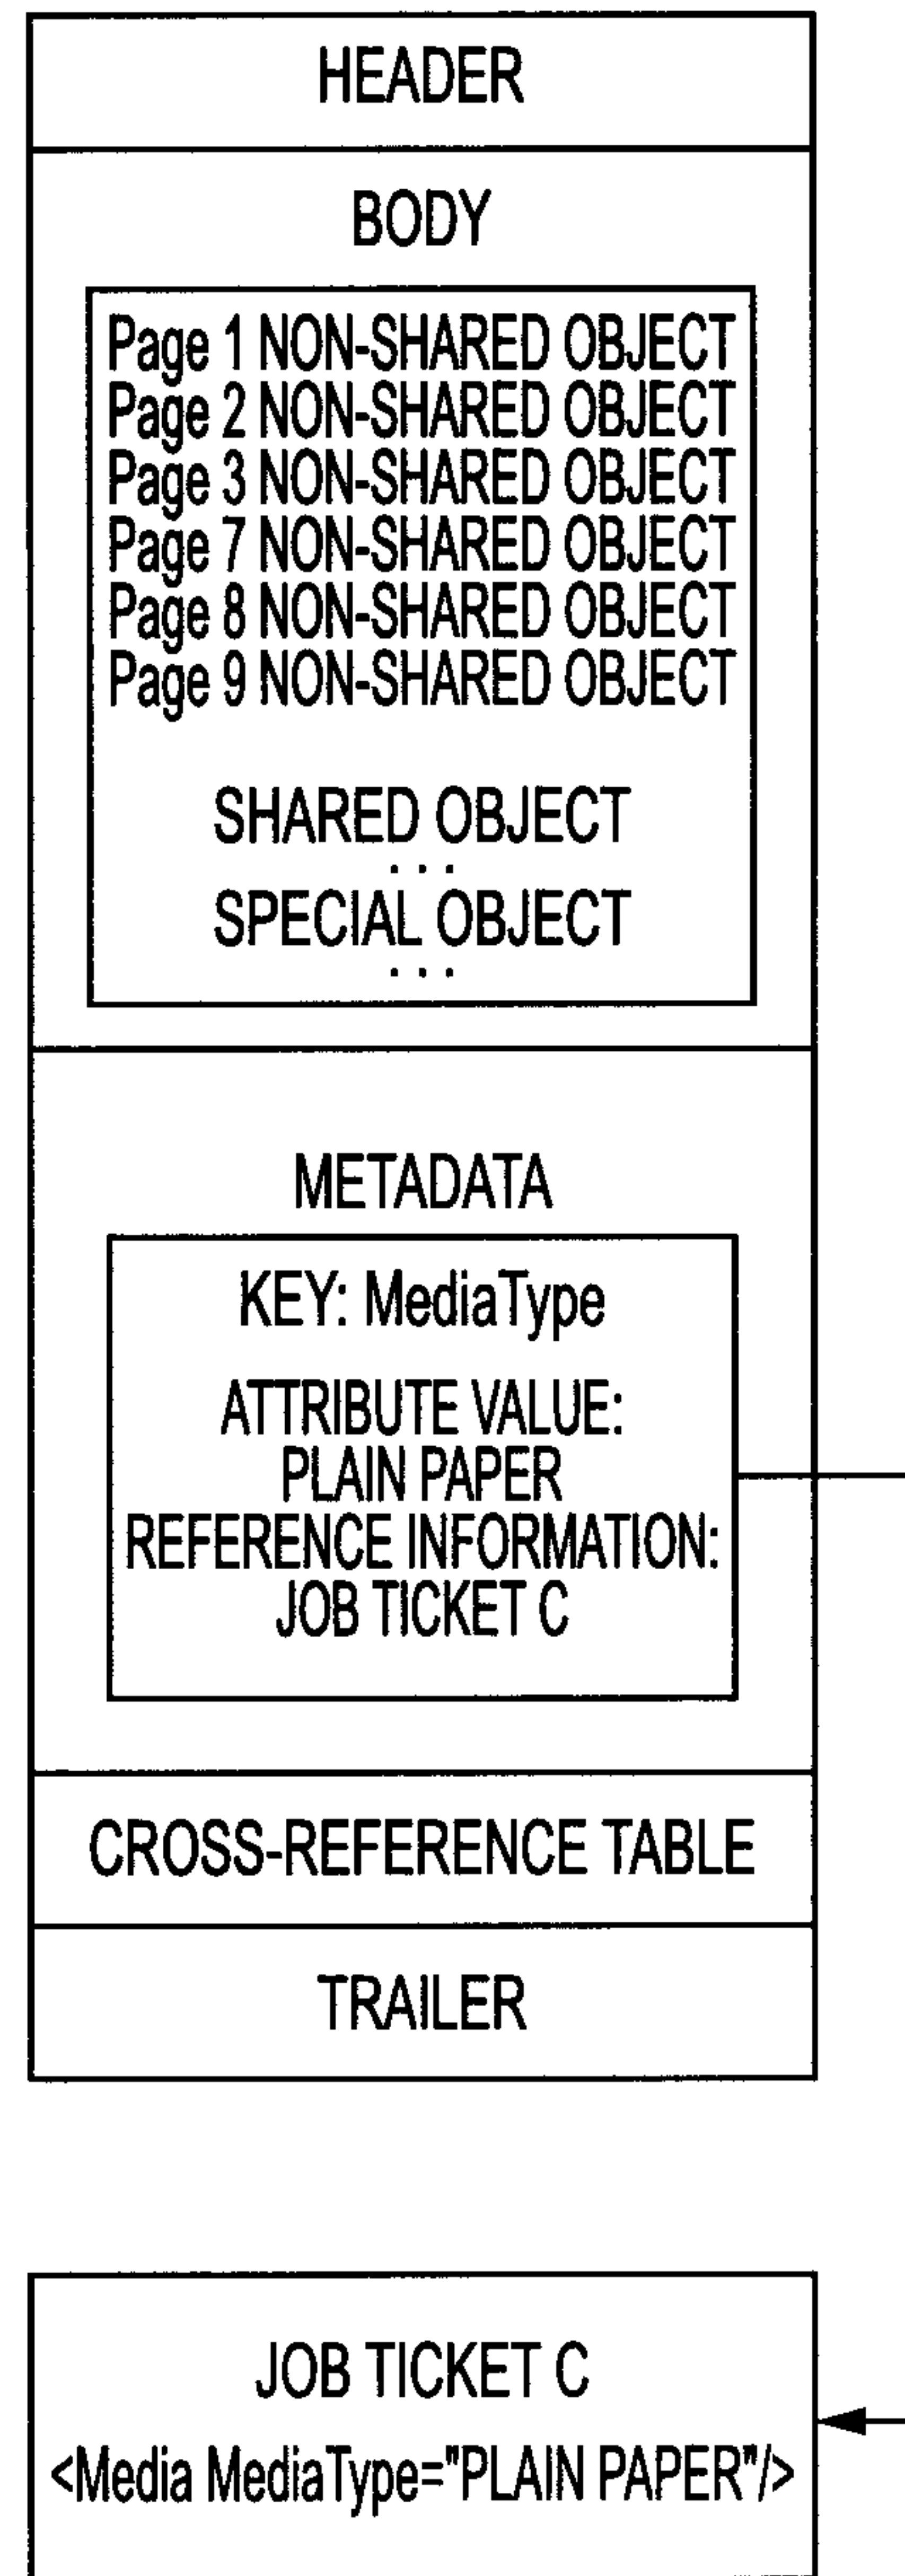 HEADER
BODY
Page 1 NON-SHARED OBJECT
Page 2 NON-SHARED OBJECT
Page 3 NON-SHARED OBJECT
Page 7 NON-SHARED OBJECT
Page 8 NON-SHARED OBJECT
Page 9 NON-SHARED OBJECT
SHARED OBJECT
...
SPECIAL OBJECT
...
METADATA
KEY: MediaType
ATTRIBUTE VALUE:
PLAIN PAPER
REFERENCE INFORMATION:
JOB TICKET C
CROSS-REFERENCE TABLE
TRAILER
JOB TICKET C
<Media MediaType="PLAIN PAPER"/>